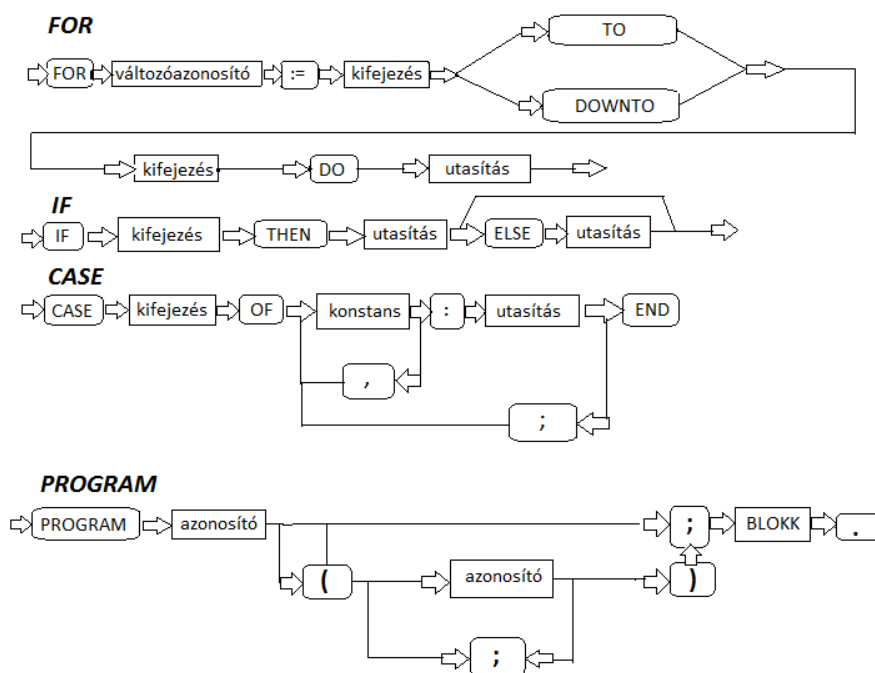 FOR
TO
FOR változóazonosító := kifejezés
DOWNTO
kifejezés DO utasítás
IF
IF kifejezés THEN utasítás ELSE utasítás
CASE
CASE kifejezés OF konstans : utasítás END
,
;
PROGRAM
PROGRAM azonosító ; BLOKK .
( azonosító )
;